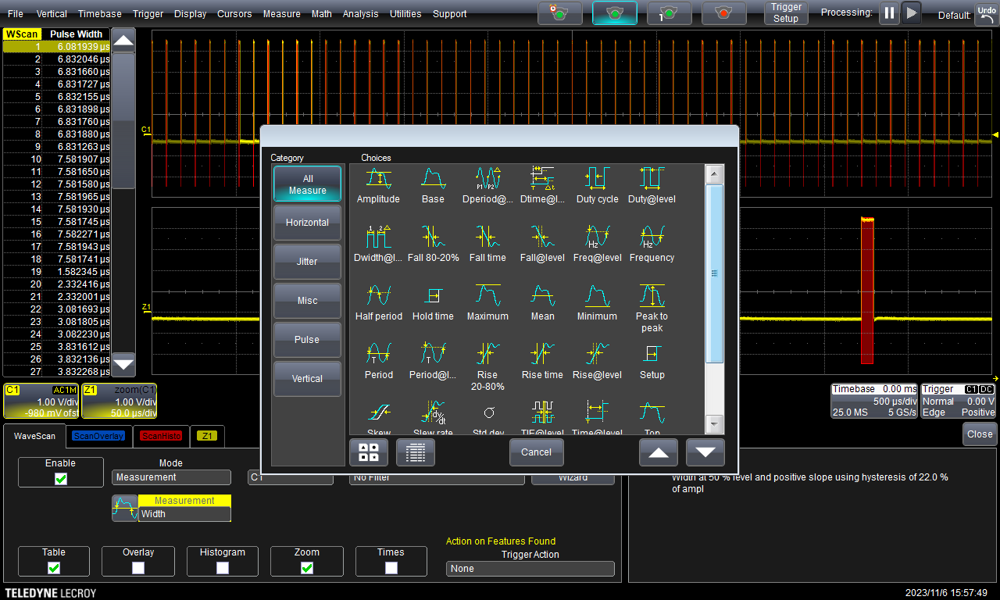 File Vertical Timebase Trigger Display Cursors Measure Math Analysis Utilities Support
1
Trigger Setup
Processing:
Default:
Undo
WScan Pulse Width
1 6.081939 µs
2 6.832046 µs
3 6.831660 µs
4 6.831727 µs
5 6.832155 µs
6 6.831898 µs
7 6.831760 µs
8 6.831880 µs
9 6.831263 µs
10 7.581907 µs
11 7.581650 µs
12 7.581580 µs
13 7.581965 µs
14 7.581930 µs
15 7.581745 µs
16 7.582271 µs
17 7.581943 µs
18 7.581741 µs
19 1.582345 µs
20 2.332416 µs
21 2.332001 µs
22 3.081693 µs
23 3.081805 µs
24 3.082230 µs
25 3.831612 µs
26 3.832136 µs
27 3.832268 µs
C1
Z1
Category
All
Measure
Horizontal
Jitter
Misc
Pulse
Vertical
Choices
Amplitude Base Dperiod@... Dtime@l... Duty cycle Duty@level
Dwidth@l... Fall 80-20% Fall time Fall@level Freq@level Frequency
Half period Hold time Maximum Mean Minimum Peak to
peak
Period Period@l... Rise
20-80% Rise time Rise@level Setup
Skew Slew rate Std dev TIE@level Time@level Top
Cancel
C1 AC1M
1.00 V/div
-980 mV ofst
Z1 zoom(C1)
1.00 V/div
50.0 µs/div
Timebase 0.00 ms
500 µs/div
25.0 MS 5 GS/s
Trigger C1 DC
Normal 0.00 V
Edge Positive
WaveScan ScanOverlay ScanHisto Z1
Close
Enable
Mode
Measurement
C1
No Filter
Wizard
Measurement
Width
Width at 50 % level and positive slope using hysteresis of 22.0 %
of ampl
Table Overlay Histogram Zoom Times
Action on Features Found
TriggerAction
None
TELEDYNE LECROY
2023/11/6 15:57:49